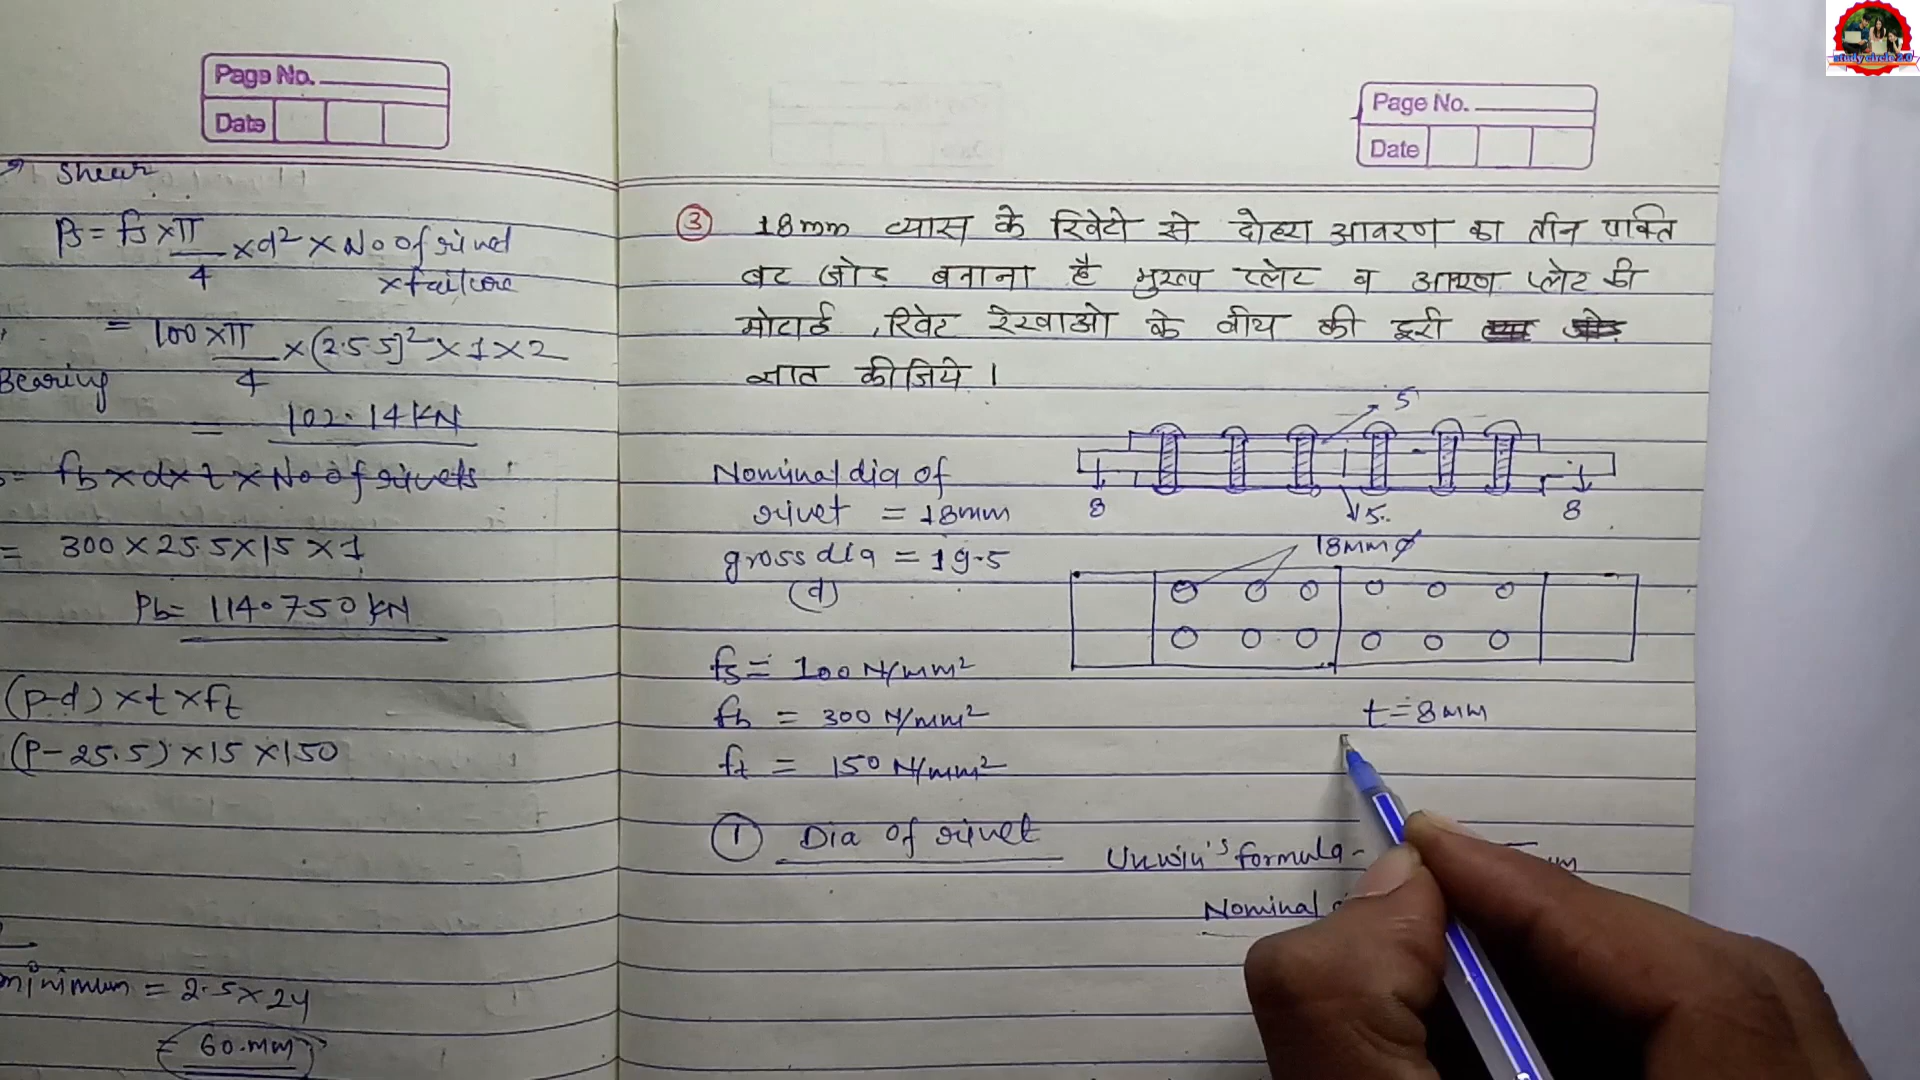 Page No.
Date
shear
Ps = fs × π/4 × d² × No of rivet
× failure
= 100 × π/4 × (25.5)² × 1 × 2
Bearing
= 102.14 KN
= fb × d × t × No of rivets
= 300 × 25.5 × 15 × 1
Pb = 114.750 KN
(p-d) × t × ft
(p - 25.5) × 15 × 150
minimum = 2.5 × 24
= 60.mm
study circle 2.0
Page No.
Date
③ 18mm व्यास के रिवेटो से दोहरा आवरण का तीन पंक्ति
बट जोड बनाना है मुख्य प्लेट व आवरण प्लेट की
मोटाई, रिवेट रेखाओ के बीच की दूरी
ज्ञात कीजिये ।
5
Nominal dia of
rivet = 18mm
8
5.
8
gross dia = 19.5
(d)
18mm ϕ
fs = 100 N/mm²
fb = 300 N/mm²
t = 8mm
ft = 150 N/mm²
① Dia of rivet
Unwin's formula -
Nominal